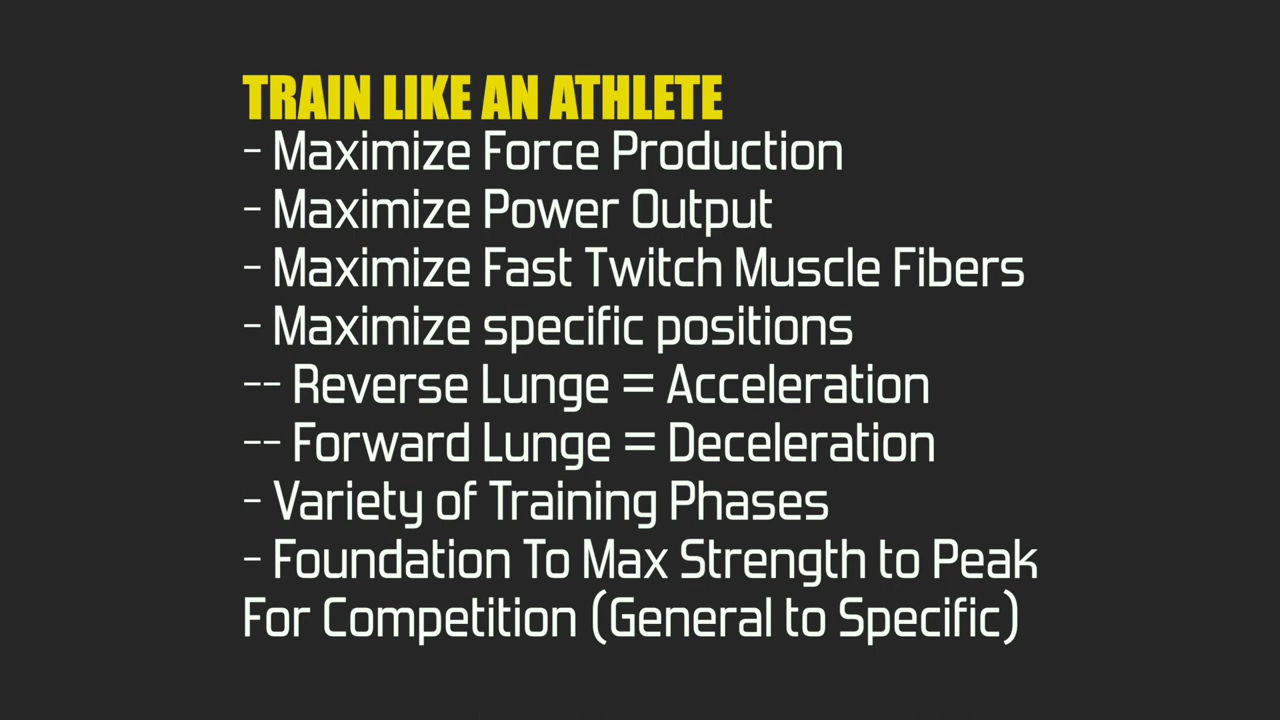 TRAIN LIKE AN ATHLETE
- Maximize Force Production
- Maximize Power Output
- Maximize Fast Twitch Muscle Fibers
- Maximize specific positions
-- Reverse Lunge = Acceleration
-- Forward Lunge = Deceleration
- Variety of Training Phases
- Foundation To Max Strength to Peak
For Competition (General to Specific)